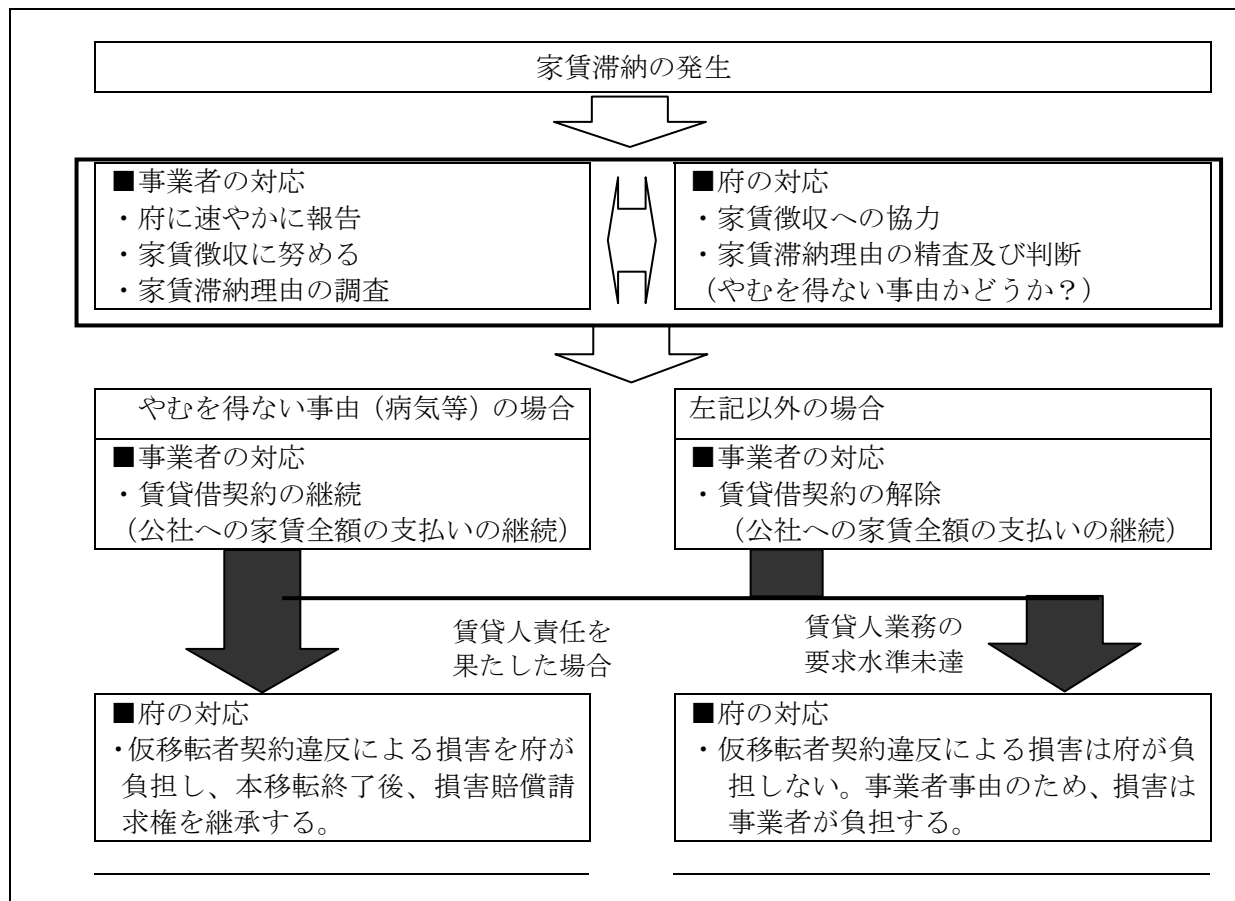 家賃滞納の発生
■事業者の対応
・府に速やかに報告
・家賃徴収に努める
・家賃滞納理由の調査
■府の対応
・家賃徴収への協力
・家賃滞納理由の精査及び判断
（やむを得ない事由かどうか？）
やむを得ない事由（病気等）の場合
■事業者の対応
・賃貸借契約の継続
（公社への家賃全額の支払いの継続）
左記以外の場合
■事業者の対応
・賃貸借契約の解除
（公社への家賃全額の支払いの継続）
賃貸人責任を
果たした場合
賃貸人業務の
要求水準未達
■府の対応
・仮移転者契約違反による損害を府が
負担し、本移転終了後、損害賠償請
求権を継承する。
■府の対応
・仮移転者契約違反による損害は府が負
担しない。事業者事由のため、損害は
事業者が負担する。